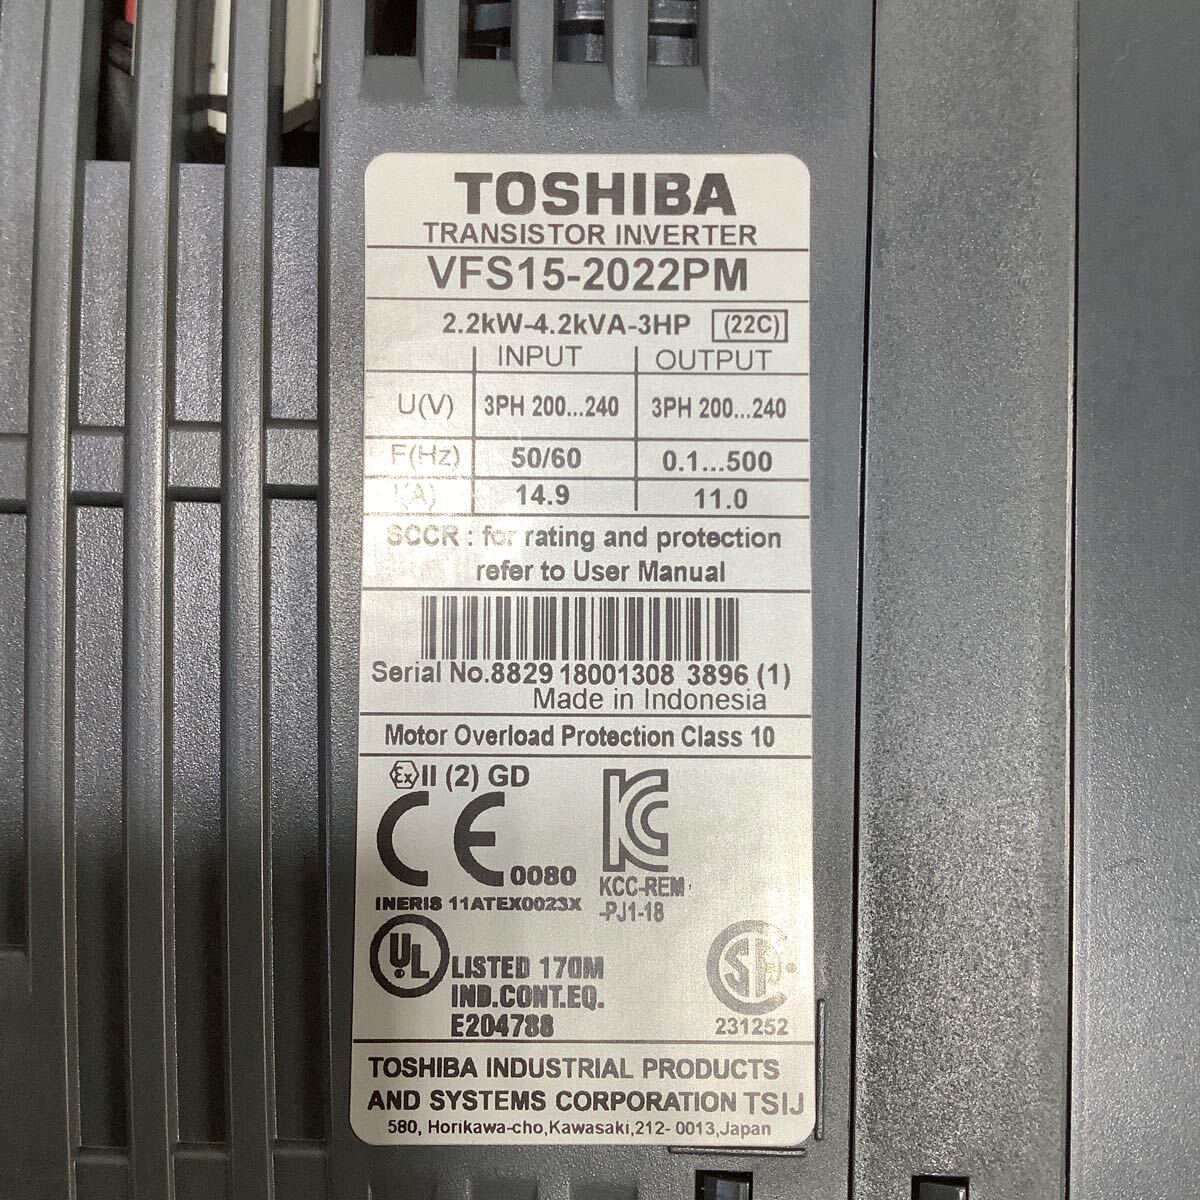 TOSHIBA
TRANSISTOR INVERTER
VFS15-2022PM
2.2kW-4.2kVA-3HP (22C)
INPUT OUTPUT
U(V) 3PH 200...240 3PH 200...240
F(Hz) 50/60 0.1...500
I(A) 14.9 11.0
SCCR : for rating and protection
refer to User Manual
Serial No.8829 18001308 3896 (1)
Made in Indonesia
Motor Overload Protection Class 10
Ex II (2) GD
CE 0080
KC
INERIS 11ATEX0023X
KCC-REM
-PJ1-18
UL LISTED 170M
IND.CONT.EQ.
E204788
SA
231252
TOSHIBA INDUSTRIAL PRODUCTS
AND SYSTEMS CORPORATION TSIJ
580, Horikawa-cho,Kawasaki,212- 0013,Japan